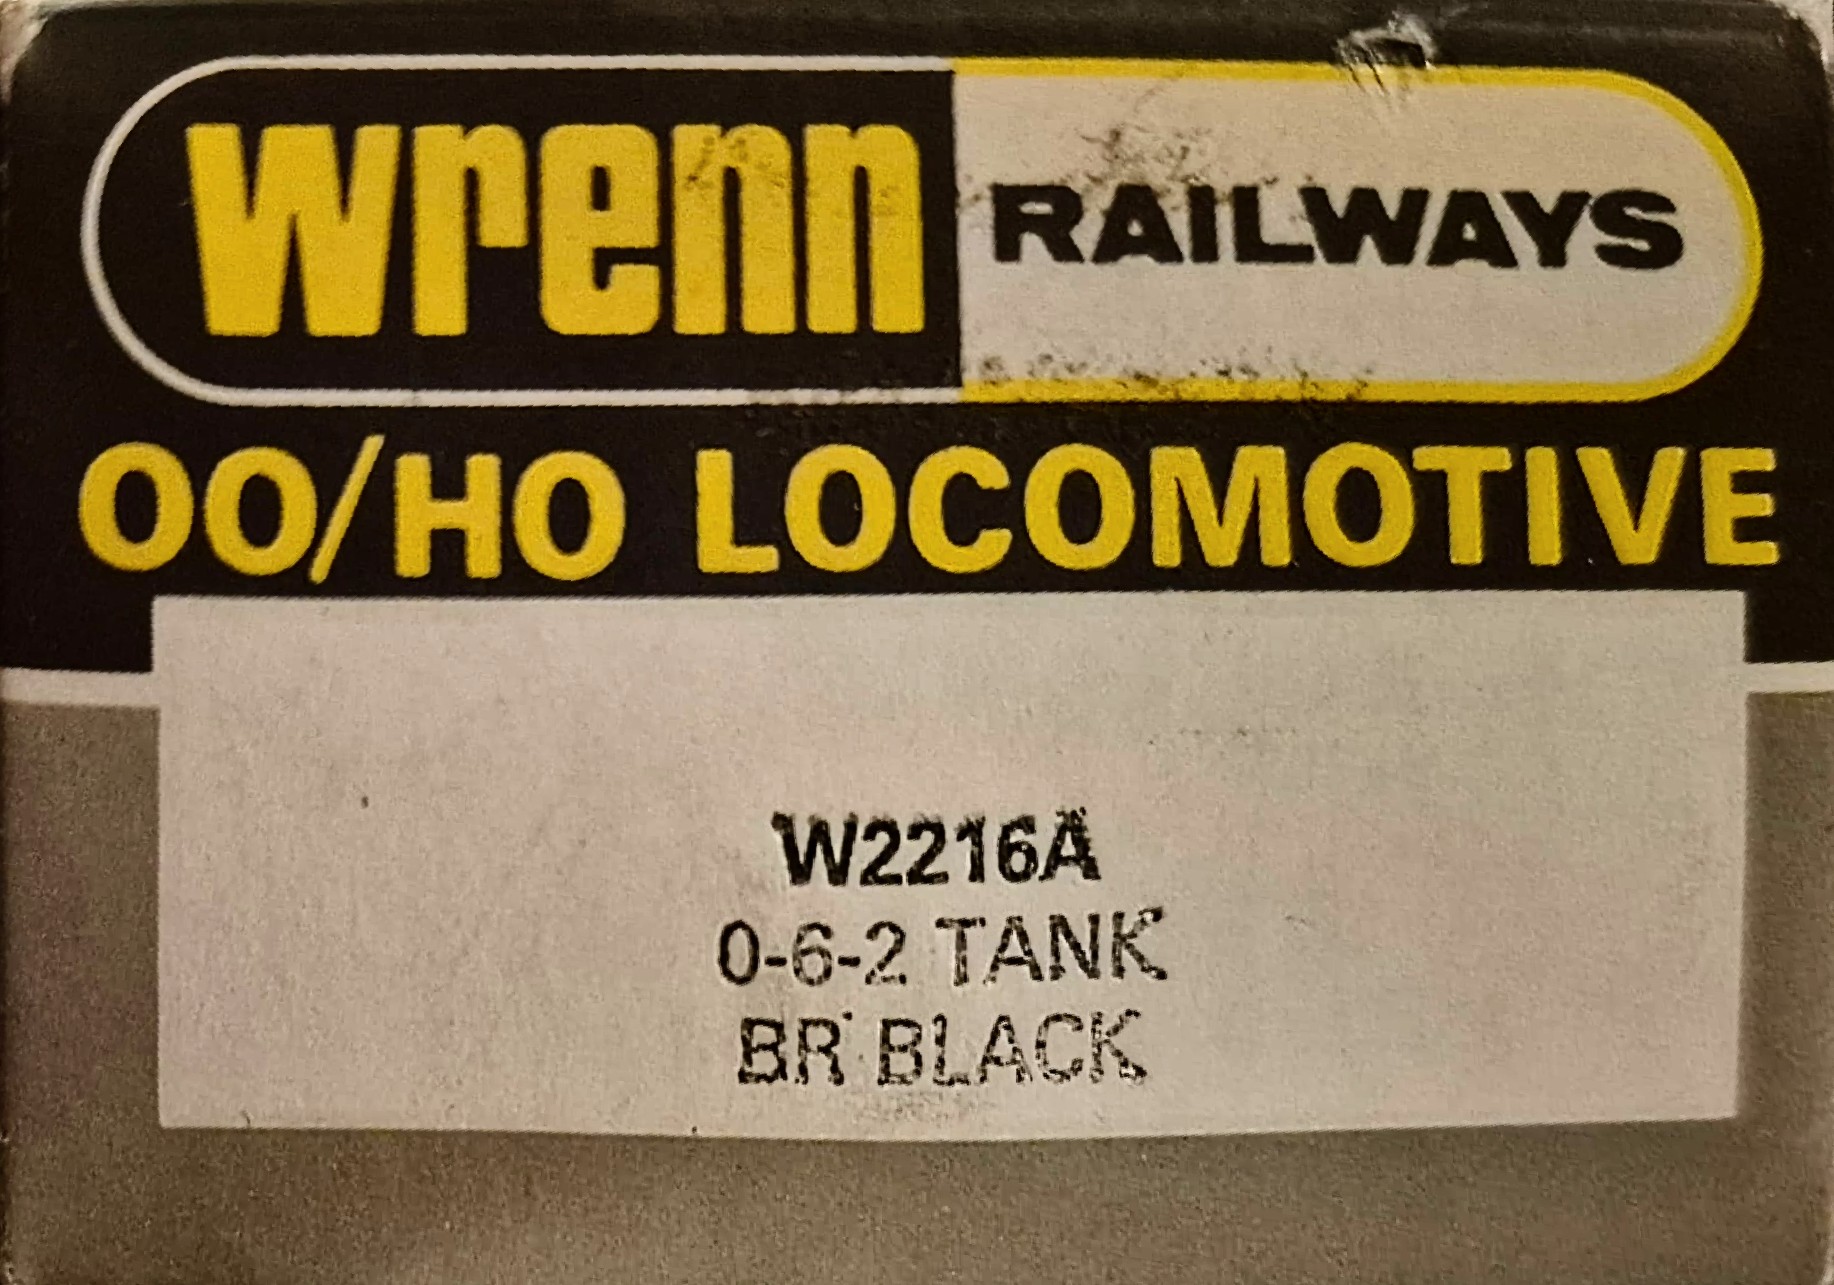 wrenn RAILWAYS
OO/HO LOCOMOTIVE
W2216A
0-6-2 TANK
BR BLACK